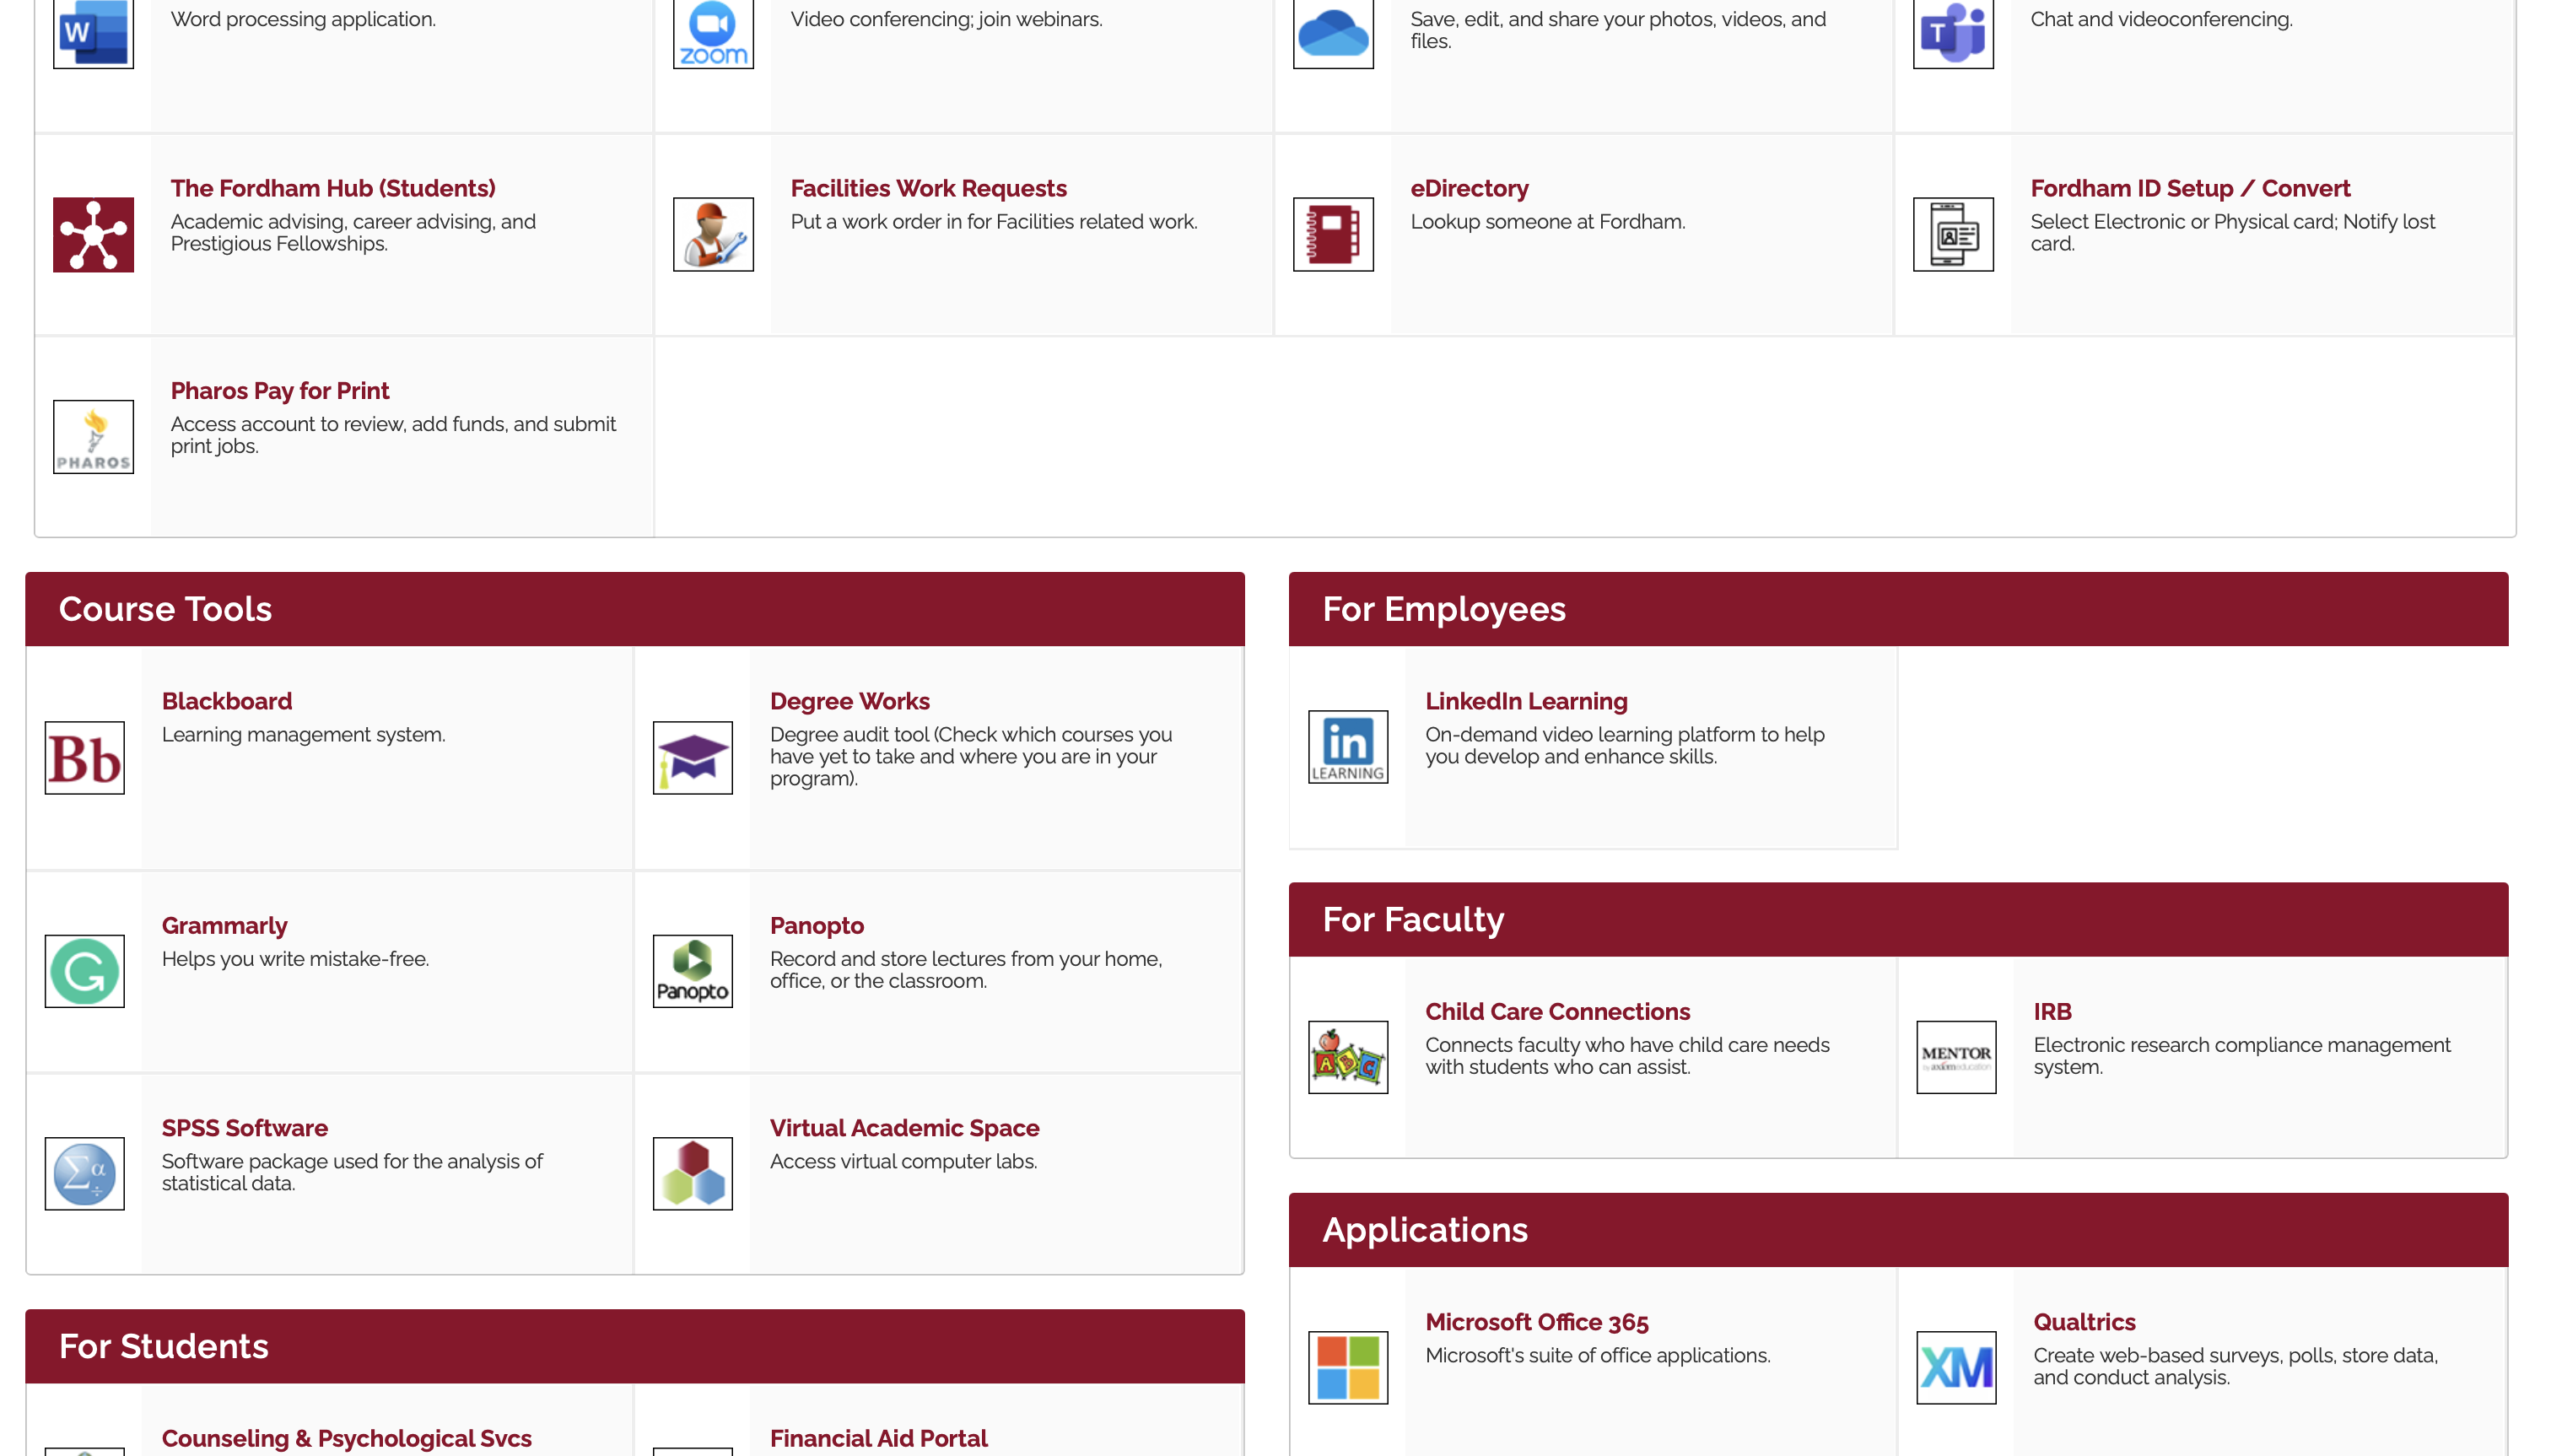 W
Word processing application.
zoom
Video conferencing; join webinars.
Save, edit, and share your photos, videos, and
files.
T
Chat and videoconferencing.
The Fordham Hub (Students)
Academic advising, career advising, and
Prestigious Fellowships.
Facilities Work Requests
Put a work order in for Facilities related work.
eDirectory
Lookup someone at Fordham.
Fordham ID Setup / Convert
Select Electronic or Physical card; Notify lost
card.
PHAROS
Pharos Pay for Print
Access account to review, add funds, and submit
print jobs.
Course Tools
Bb
Blackboard
Learning management system.
Degree Works
Degree audit tool (Check which courses you
have yet to take and where you are in your
program).
G
Grammarly
Helps you write mistake-free.
Panopto
Panopto
Record and store lectures from your home,
office, or the classroom.
Σα
÷
SPSS Software
Software package used for the analysis of
statistical data.
Virtual Academic Space
Access virtual computer labs.
For Students
Counseling & Psychological Svcs
Financial Aid Portal
For Employees
in
LEARNING
LinkedIn Learning
On-demand video learning platform to help
you develop and enhance skills.
For Faculty
ABC
Child Care Connections
Connects faculty who have child care needs
with students who can assist.
MENTOR
by axiomeducation
IRB
Electronic research compliance management
system.
Applications
Microsoft Office 365
Microsoft's suite of office applications.
XM
Qualtrics
Create web-based surveys, polls, store data,
and conduct analysis.